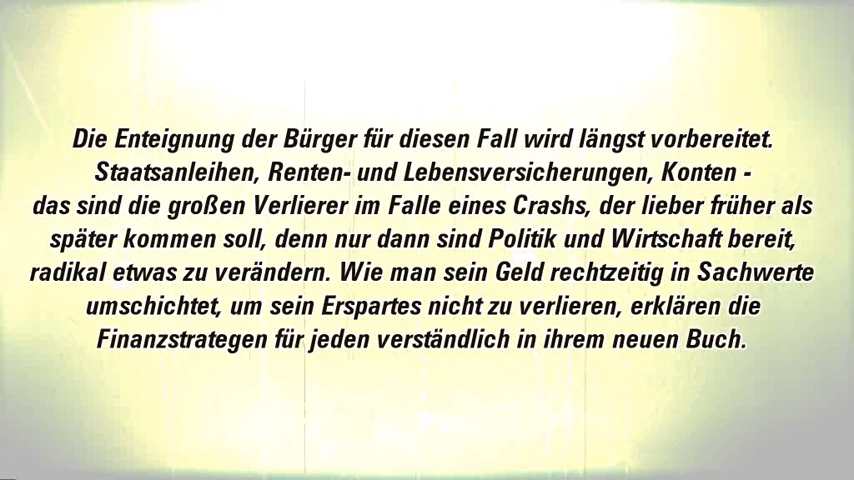 Die Enteignung der Bürger für diesen Fall wird längst vorbereitet.
Staatsanleihen, Renten- und Lebensversicherungen, Konten -
das sind die großen Verlierer im Falle eines Crashs, der lieber früher als
später kommen soll, denn nur dann sind Politik und Wirtschaft bereit,
radikal etwas zu verändern. Wie man sein Geld rechtzeitig in Sachwerte
umschichtet, um sein Erspartes nicht zu verlieren, erklären die
Finanzstrategen für jeden verständlich in ihrem neuen Buch.